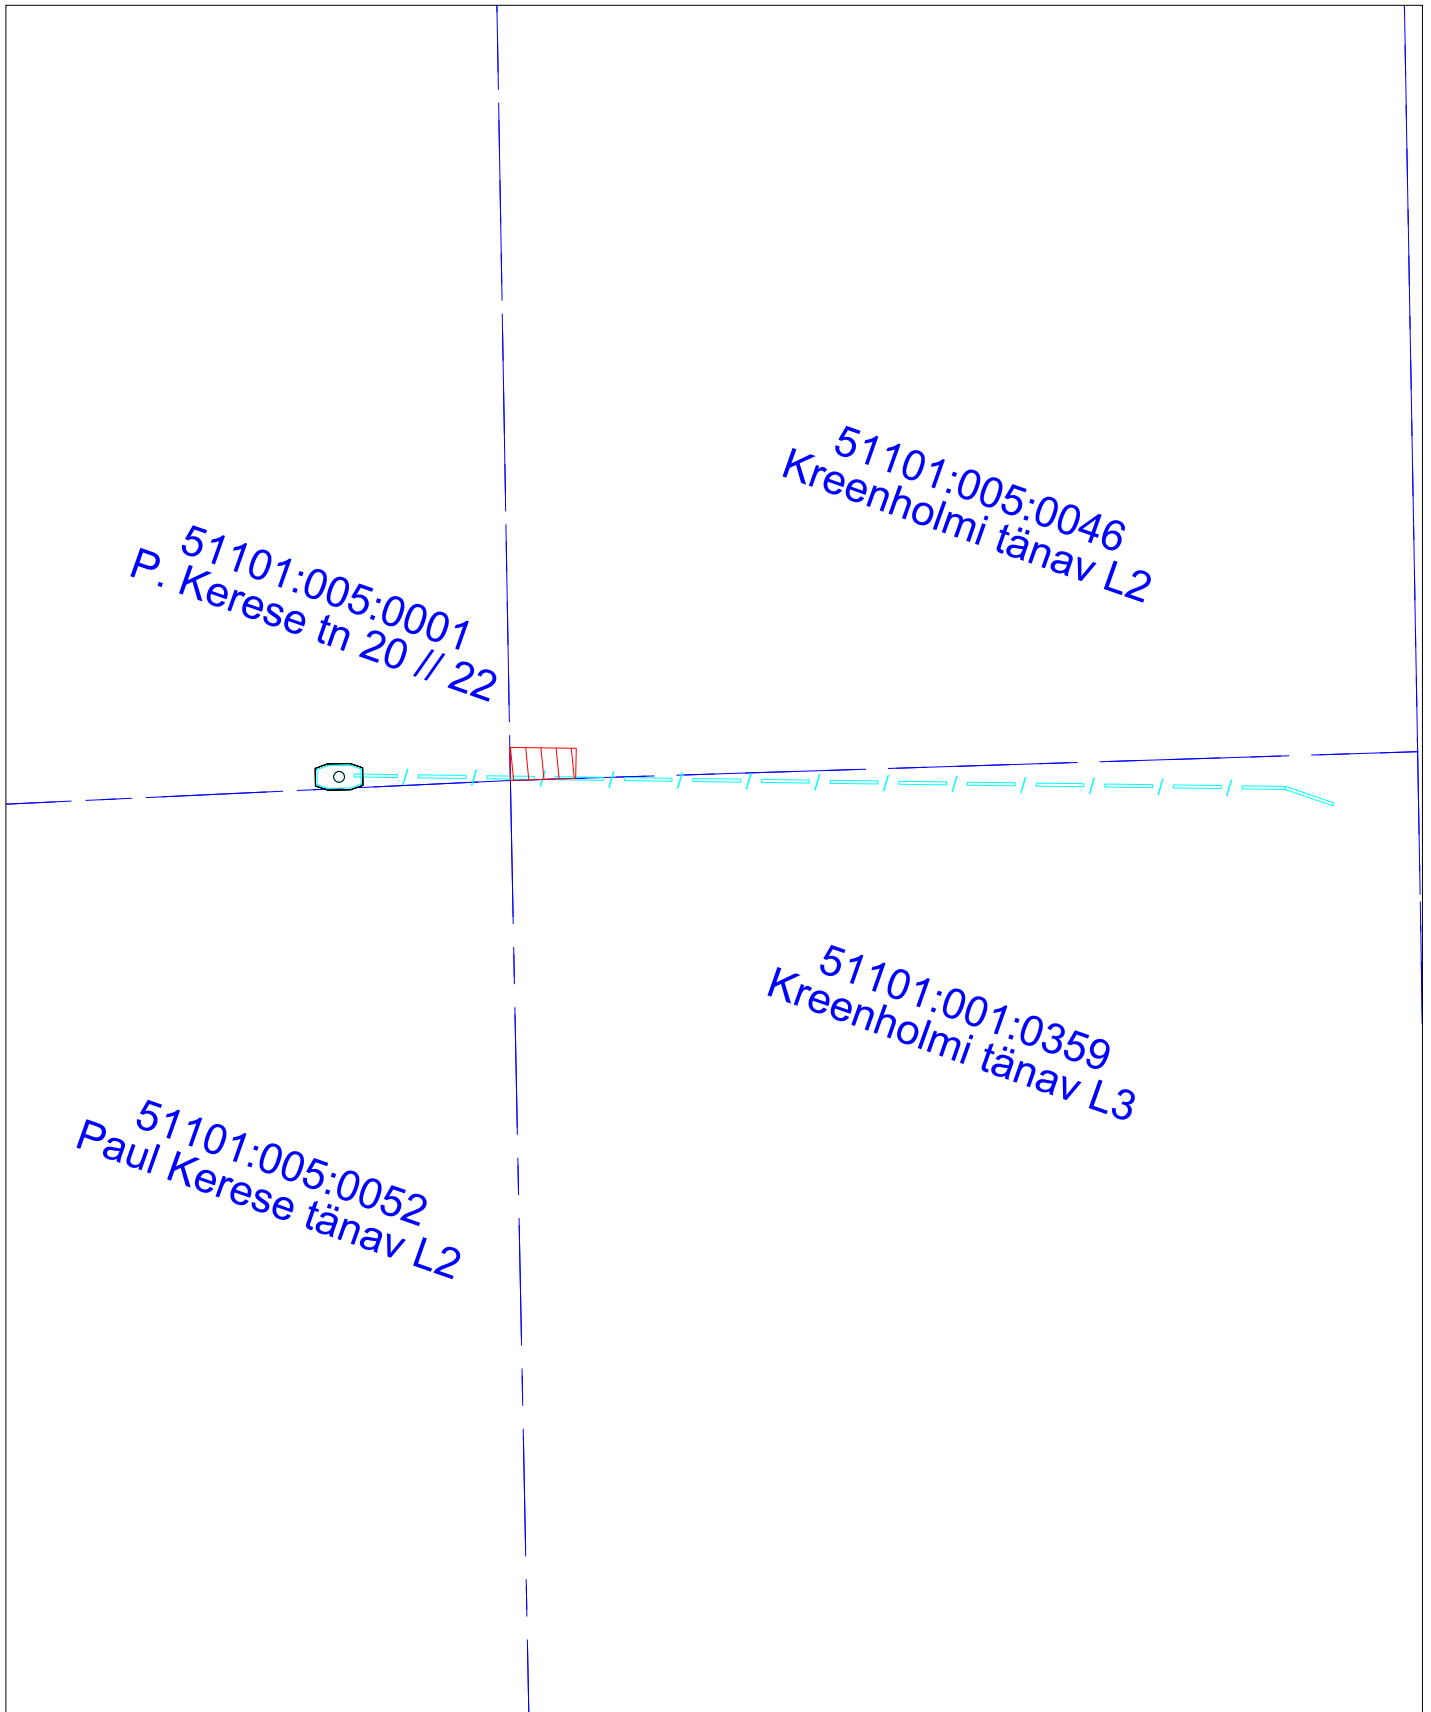 51101:005:0046
Kreenholmi tänav L2
51101:005:0001
P. Kerese tn 20 // 22
51101:001:0359
Kreenholmi tänav L3
51101:005:0052
Paul Kerese tänav L2